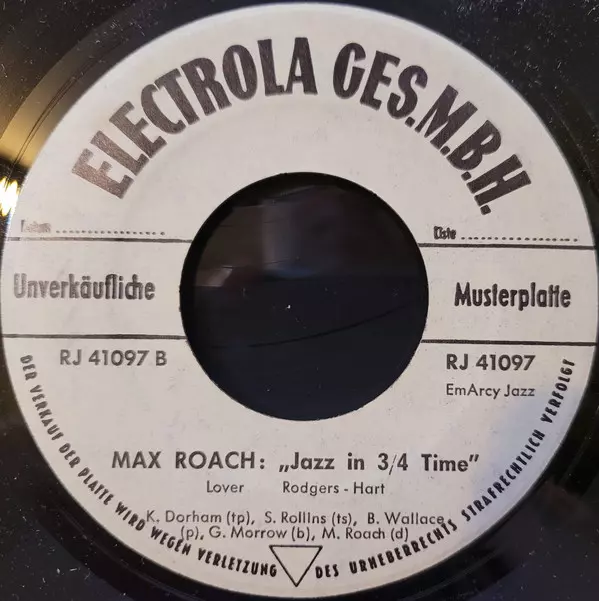 ELECTROLA GES.M.B.H.
Liste
Unverkäufliche
Musterplatte
RJ 41097 B
RJ 41097
EmArcy Jazz
MAX ROACH: „Jazz in 3/4 Time"
Lover Rodgers - Hart
K. Dorham (tp), S. Rollins (ts), B. Wallace
(p), G. Morrow (b), M. Roach (d)
DER VERKAUF DER PLATTE WIRD WEGEN VERLETZUNG DES URHEBERRECHTS STRAFRECHTLICH VERFOLGT